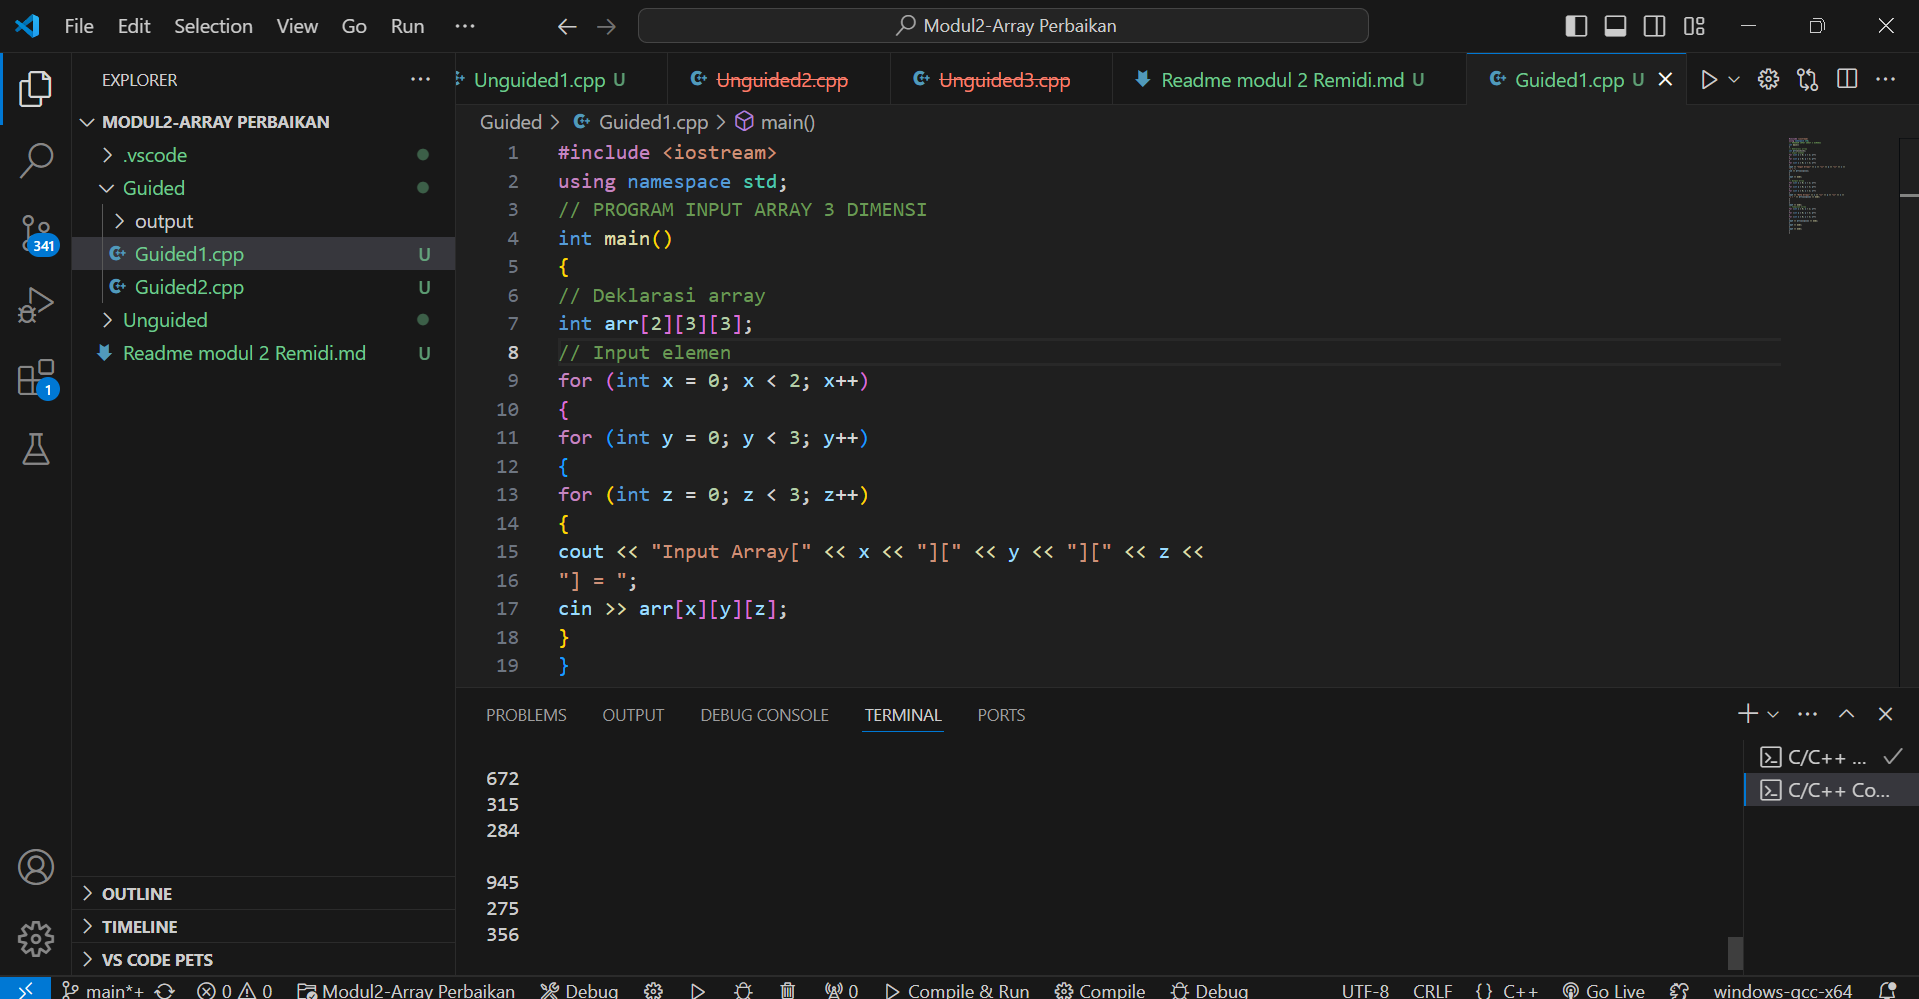 File Edit Selection View Go Run ··· Modul2-Array Perbaikan
EXPLORER
MODUL2-ARRAY PERBAIKAN
.vscode
Guided
output
Guided1.cpp U
Guided2.cpp U
Unguided
Readme modul 2 Remidi.md U
OUTLINE
TIMELINE
VS CODE PETS
341
1
Unguided1.cpp U Unguided2.cpp Unguided3.cpp Readme modul 2 Remidi.md U Guided1.cpp U
Guided > Guided1.cpp > main()
1 #include <iostream>
2 using namespace std;
3 // PROGRAM INPUT ARRAY 3 DIMENSI
4 int main()
5 {
6 // Deklarasi array
7 int arr[2][3][3];
8 // Input elemen
9 for (int x = 0; x < 2; x++)
10 {
11 for (int y = 0; y < 3; y++)
12 {
13 for (int z = 0; z < 3; z++)
14 {
15 cout << "Input Array[" << x << "][" << y << "][" << z <<
16 "] = ";
17 cin >> arr[x][y][z];
18 }
19 }
PROBLEMS OUTPUT DEBUG CONSOLE TERMINAL PORTS
672
315
284
945
275
356
C/C++ ...
C/C++ Co...
main*+ 0 0 Modul2-Array Perbaikan Debug 0 Compile & Run Compile Debug UTF-8 CRLF {} C++ Go Live windows-gcc-x64